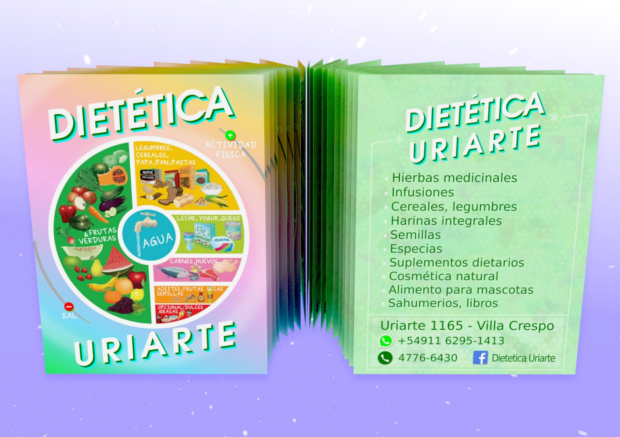 DIETÉTICA
+
ACTIVIDAD
FÍSICA
LEGUMBRES,
CEREALES,
PAPA, PAN, PASTAS
FRUTAS
VERDURAS
AGUA
LECHE, YOGUR, QUESO
CARNES, HUEVOS
ACEITES, FRUTAS SECAS
SEMILLAS
OPCIONAL: DULCES
GRASAS
SAL
URIARTE
DIETÉTICA
URIARTE
Hierbas medicinales
Infusiones
Cereales, legumbres
Harinas integrales
Semillas
Especias
Suplementos dietarios
Cosmética natural
Alimento para mascotas
Sahumerios, libros
Uriarte 1165 - Villa Crespo
+54911 6295-1413
4776-6430
Dietetica Uriarte